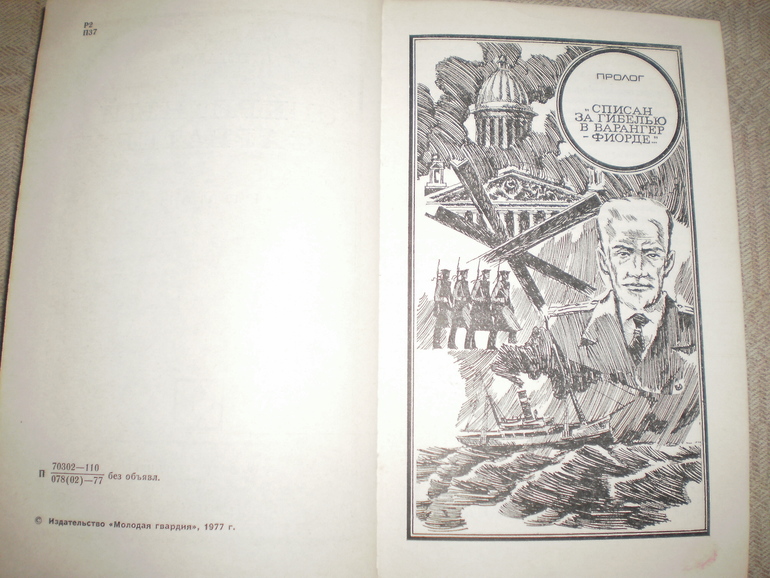 Р2
П37
П 70302—110
078(02)—77 без объявл.
© Издательство «Молодая гвардия», 1977 г.
ПРОЛОГ
„СПИСАН
ЗА ГИБЕЛЬЮ
В ВАРАНГЕР
- ФИОРДЕ..."